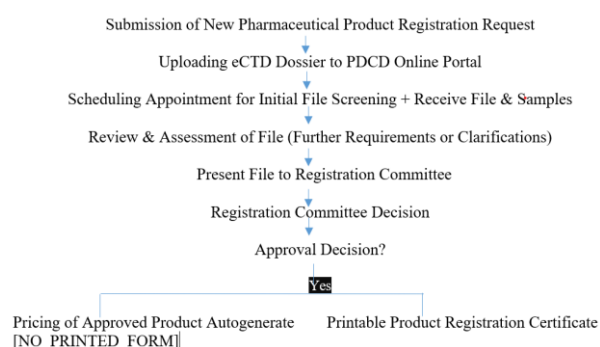 Submission of New Pharmaceutical Product Registration Request
Uploading eCTD Dossier to PDCD Online Portal
Scheduling Appointment for Initial File Screening + Receive File & Samples
Review & Assessment of File (Further Requirements or Clarifications)
Present File to Registration Committee
Registration Committee Decision
Approval Decision?
Yes
Pricing of Approved Product Autogenerate
[NO PRINTED FORM]
Printable Product Registration Certificate